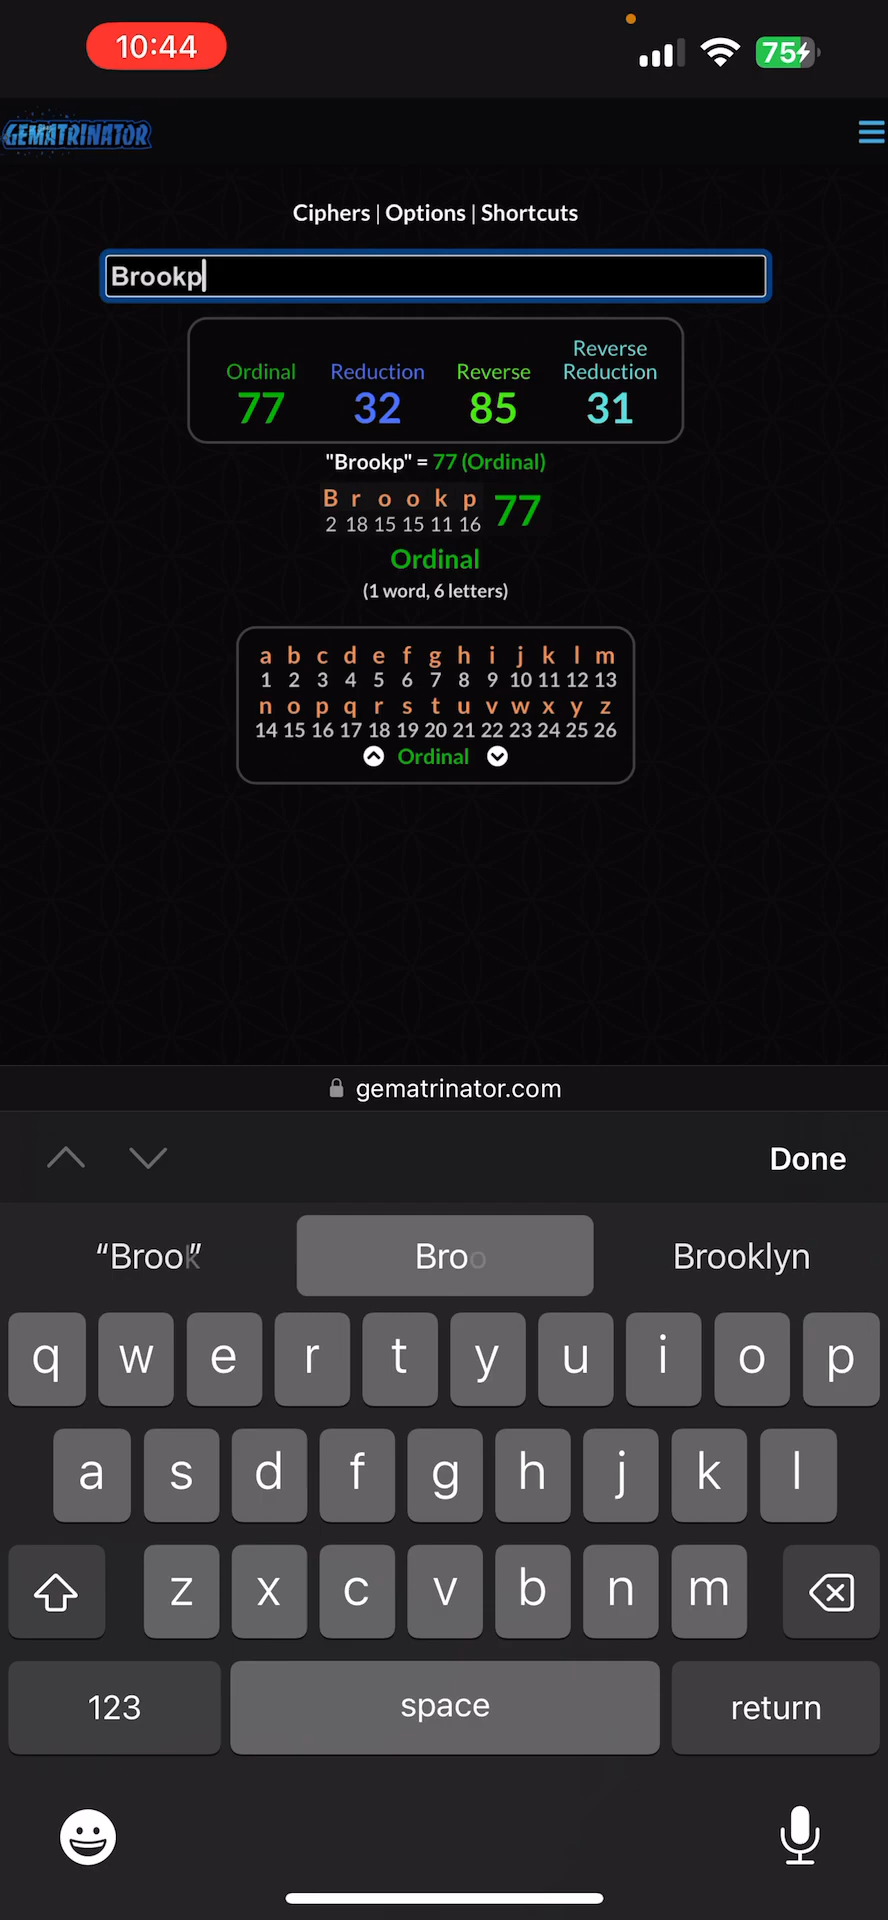 10:44
75
GEMATRINATOR
Ciphers | Options | Shortcuts
Brookp
Ordinal Reduction Reverse Reverse Reduction
77 32 85 31
"Brookp" = 77 (Ordinal)
B r o o k p 77
2 18 15 15 11 16
Ordinal
(1 word, 6 letters)
a b c d e f g h i j k l m
1 2 3 4 5 6 7 8 9 10 11 12 13
n o p q r s t u v w x y z
14 15 16 17 18 19 20 21 22 23 24 25 26
Ordinal
gematrinator.com
Done
“Brook” Broo Brooklyn
q w e r t y u i o p
a s d f g h j k l
z x c v b n m
123 space return